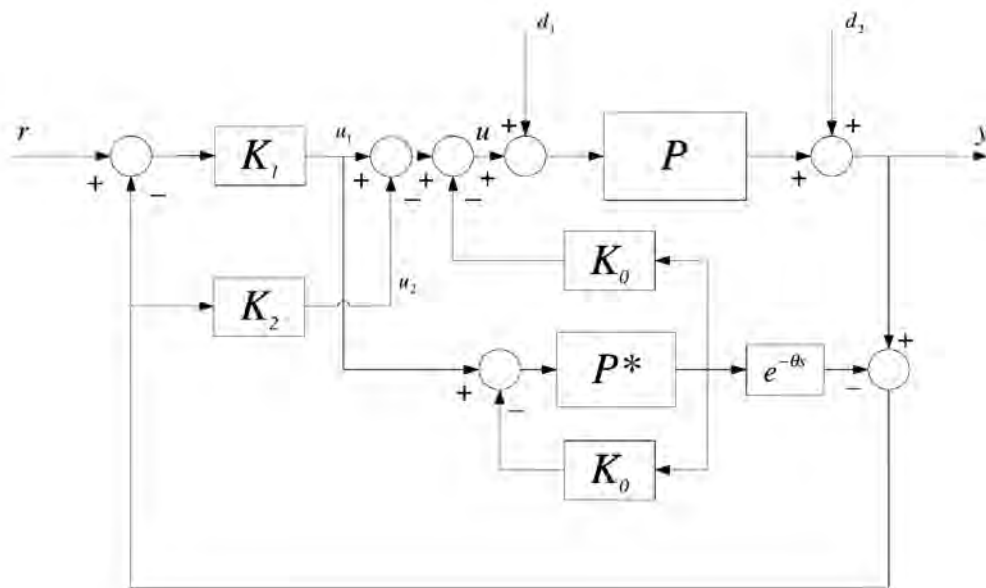 d₁
d₂
r
K₁
u₁
u
P
y
K₀
K₂
u₂
P*
e^{-θs}
K₀